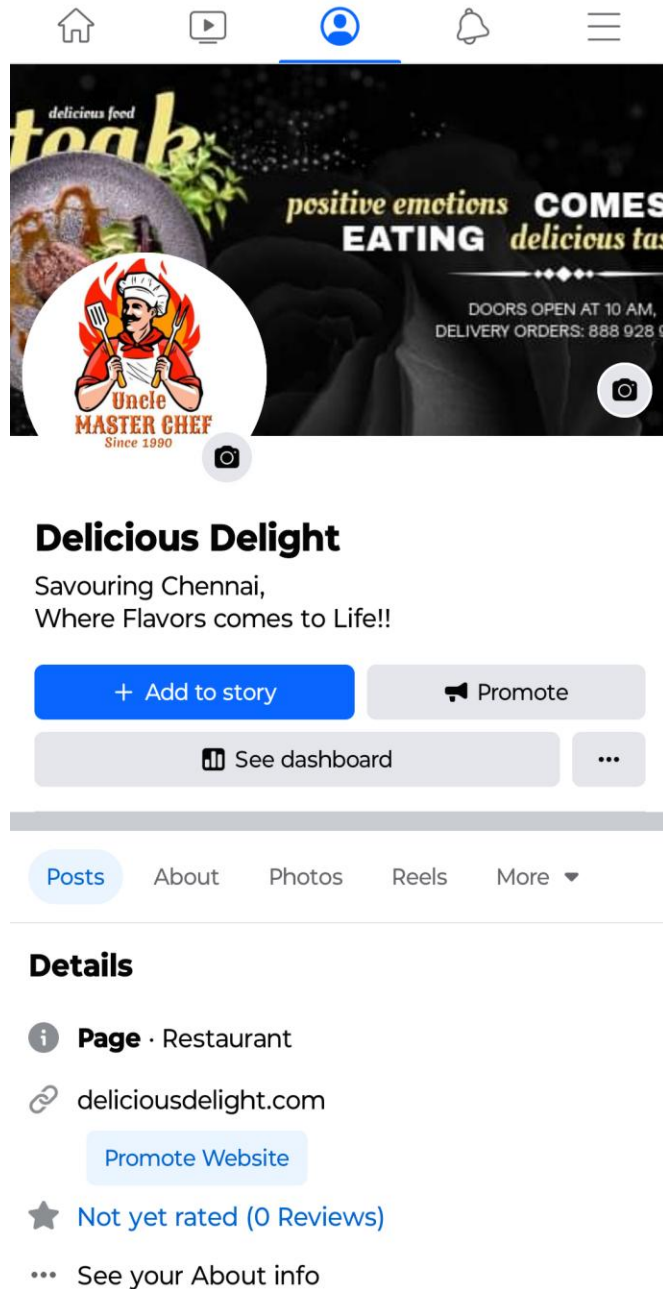 delicious food
teak
positive emotions COMES
EATING delicious tas
DOORS OPEN AT 10 AM,
DELIVERY ORDERS: 888 928 9
Uncle
MASTER CHEF
Since 1990
Delicious Delight
Savouring Chennai,
Where Flavors comes to Life!!
+ Add to story
Promote
See dashboard
Posts About Photos Reels More
Details
Page · Restaurant
deliciousdelight.com
Promote Website
Not yet rated (0 Reviews)
See your About info